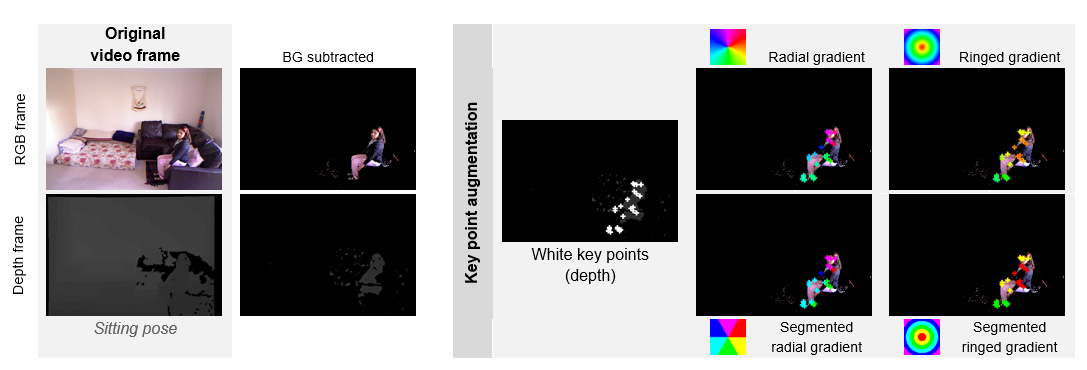 Original
video frame
BG subtracted
RGB frame
Depth frame
Sitting pose
Key point augmentation
White key points
(depth)
Radial gradient
Ringed gradient
Segmented
radial gradient
Segmented
ringed gradient